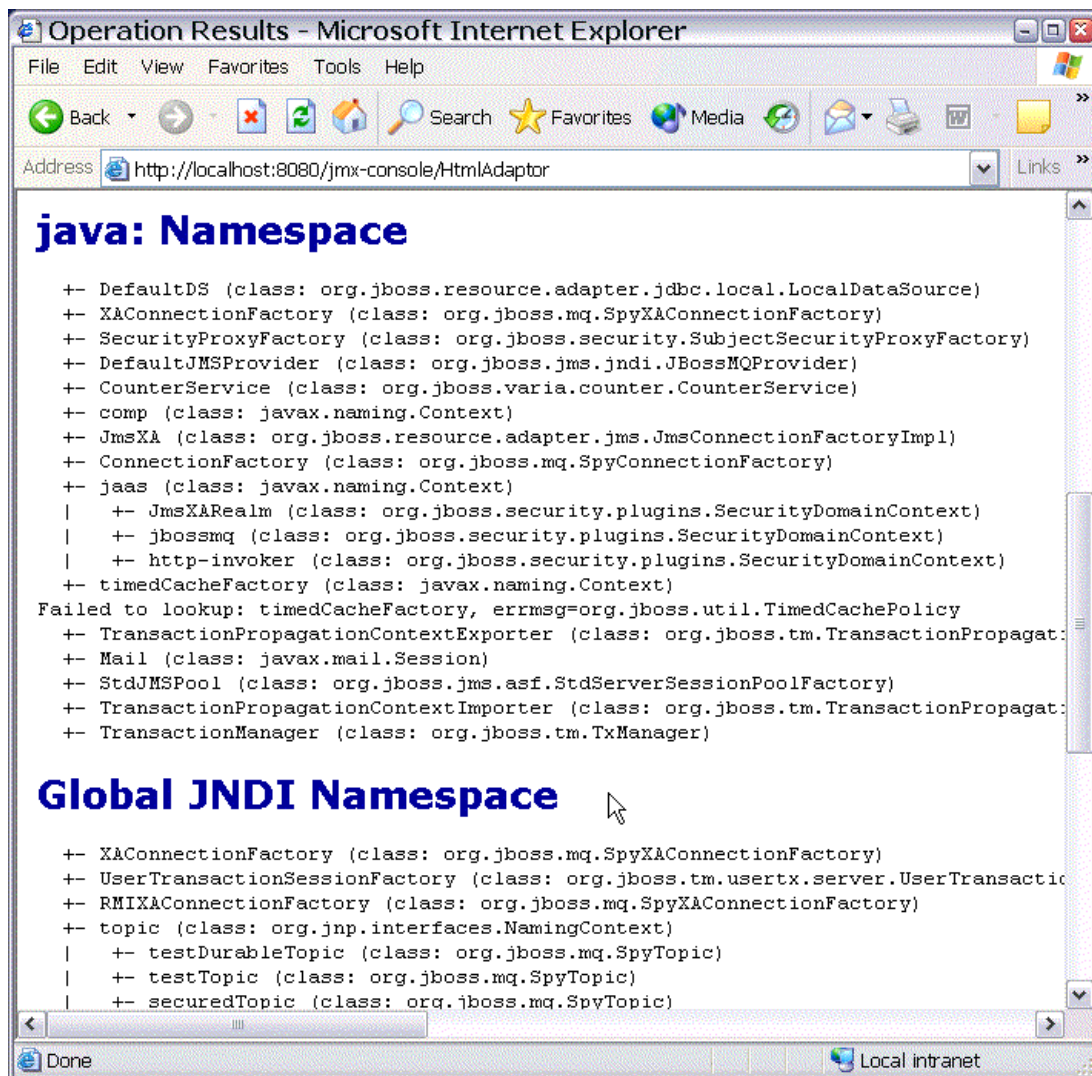 Operation Results - Microsoft Internet Explorer
File Edit View Favorites Tools Help
Back Search Favorites Media »
Address http://localhost:8080/jmx-console/HtmlAdaptor Links »
java: Namespace
+- DefaultDS (class: org.jboss.resource.adapter.jdbc.local.LocalDataSource)
+- XAConnectionFactory (class: org.jboss.mq.SpyXAConnectionFactory)
+- SecurityProxyFactory (class: org.jboss.security.SubjectSecurityProxyFactory)
+- DefaultJMSProvider (class: org.jboss.jms.jndi.JBossMQProvider)
+- CounterService (class: org.jboss.varia.counter.CounterService)
+- comp (class: javax.naming.Context)
+- JmsXA (class: org.jboss.resource.adapter.jms.JmsConnectionFactoryImpl)
+- ConnectionFactory (class: org.jboss.mq.SpyConnectionFactory)
+- jaas (class: javax.naming.Context)
|   +- JmsXARealm (class: org.jboss.security.plugins.SecurityDomainContext)
|   +- jbossmq (class: org.jboss.security.plugins.SecurityDomainContext)
|   +- http-invoker (class: org.jboss.security.plugins.SecurityDomainContext)
+- timedCacheFactory (class: javax.naming.Context)
Failed to lookup: timedCacheFactory, errmsg=org.jboss.util.TimedCachePolicy
+- TransactionPropagationContextExporter (class: org.jboss.tm.TransactionPropagati
+- Mail (class: javax.mail.Session)
+- StdJMSPool (class: org.jboss.jms.asf.StdServerSessionPoolFactory)
+- TransactionPropagationContextImporter (class: org.jboss.tm.TransactionPropagati
+- TransactionManager (class: org.jboss.tm.TxManager)
Global JNDI Namespace
+- XAConnectionFactory (class: org.jboss.mq.SpyXAConnectionFactory)
+- UserTransactionSessionFactory (class: org.jboss.tm.usertx.server.UserTransactio
+- RMIXAConnectionFactory (class: org.jboss.mq.SpyXAConnectionFactory)
+- topic (class: org.jnp.interfaces.NamingContext)
|   +- testDurableTopic (class: org.jboss.mq.SpyTopic)
|   +- testTopic (class: org.jboss.mq.SpyTopic)
|   +- securedTopic (class: org.jboss.mq.SpyTopic)
Done Local intranet